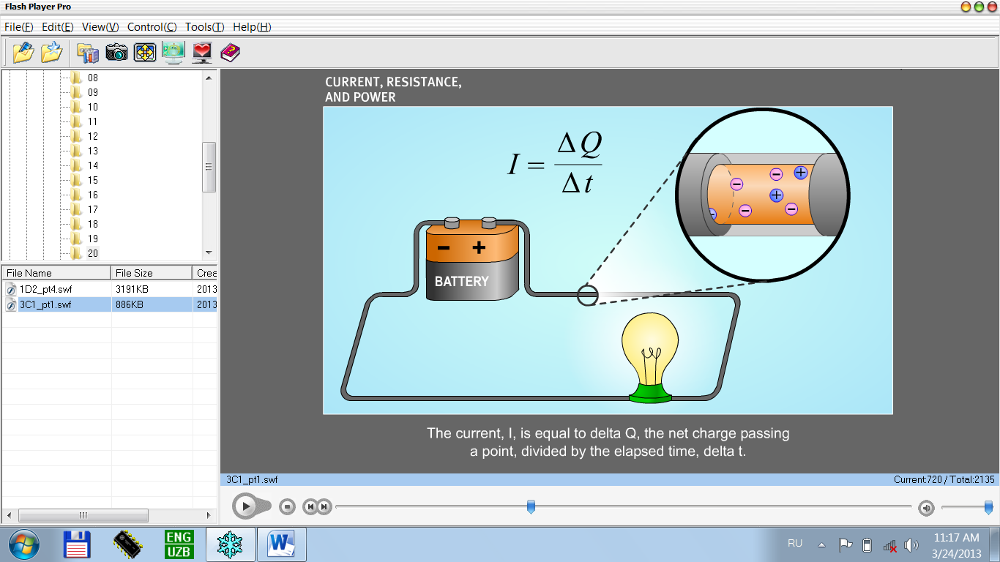 Flash Player Pro
File(F) Edit(E) View(V) Control(C) Tools(T) Help(H)
08
09
10
11
12
13
14
15
16
17
18
19
20
File Name File Size Cree
1D2_pt4.swf 3191KB 2013
3C1_pt1.swf 886KB 2013
CURRENT, RESISTANCE,
AND POWER
I = ΔQ / Δt
− +
BATTERY
The current, I, is equal to delta Q, the net charge passing
a point, divided by the elapsed time, delta t.
3C1_pt1.swf Current:720 / Total:2135
ENG
UZB
W
RU
11:17 AM
3/24/2013